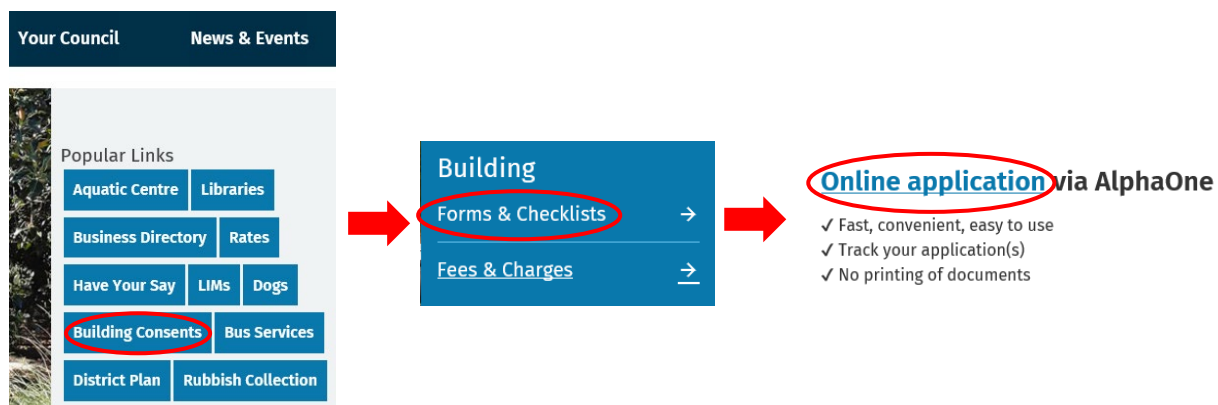 Your Council News & Events
Popular Links
Aquatic Centre Libraries
Business Directory Rates
Have Your Say LIMs Dogs
Building Consents Bus Services
District Plan Rubbish Collection
Building
Forms & Checklists →
Fees & Charges →
Online application via AlphaOne
✓ Fast, convenient, easy to use
✓ Track your application(s)
✓ No printing of documents